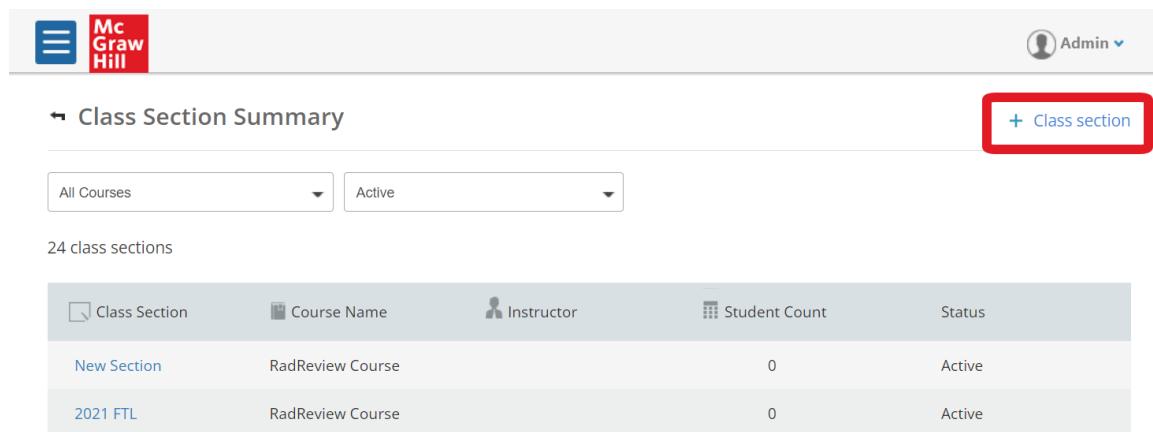 Mc
Graw
Hill
Admin
Class Section Summary
+ Class section
All Courses
Active
24 class sections
Class Section Course Name Instructor Student Count Status
New Section RadReview Course 0 Active
2021 FTL RadReview Course 0 Active